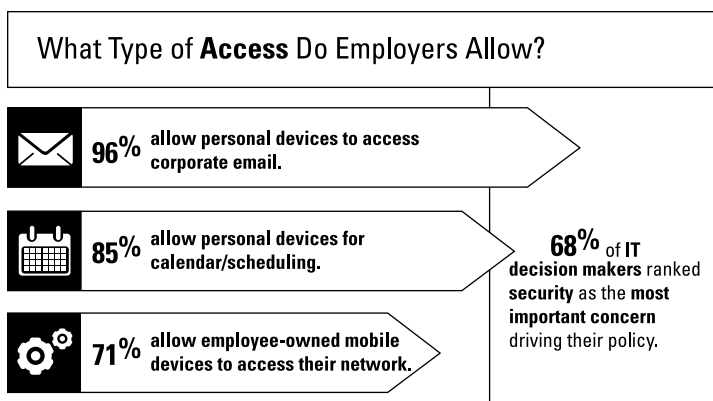 What Type of Access Do Employers Allow?
96% allow personal devices to access
corporate email.
85% allow personal devices for
calendar/scheduling.
71% allow employee-owned mobile
devices to access their network.
68% of IT
decision makers ranked
security as the most
important concern
driving their policy.